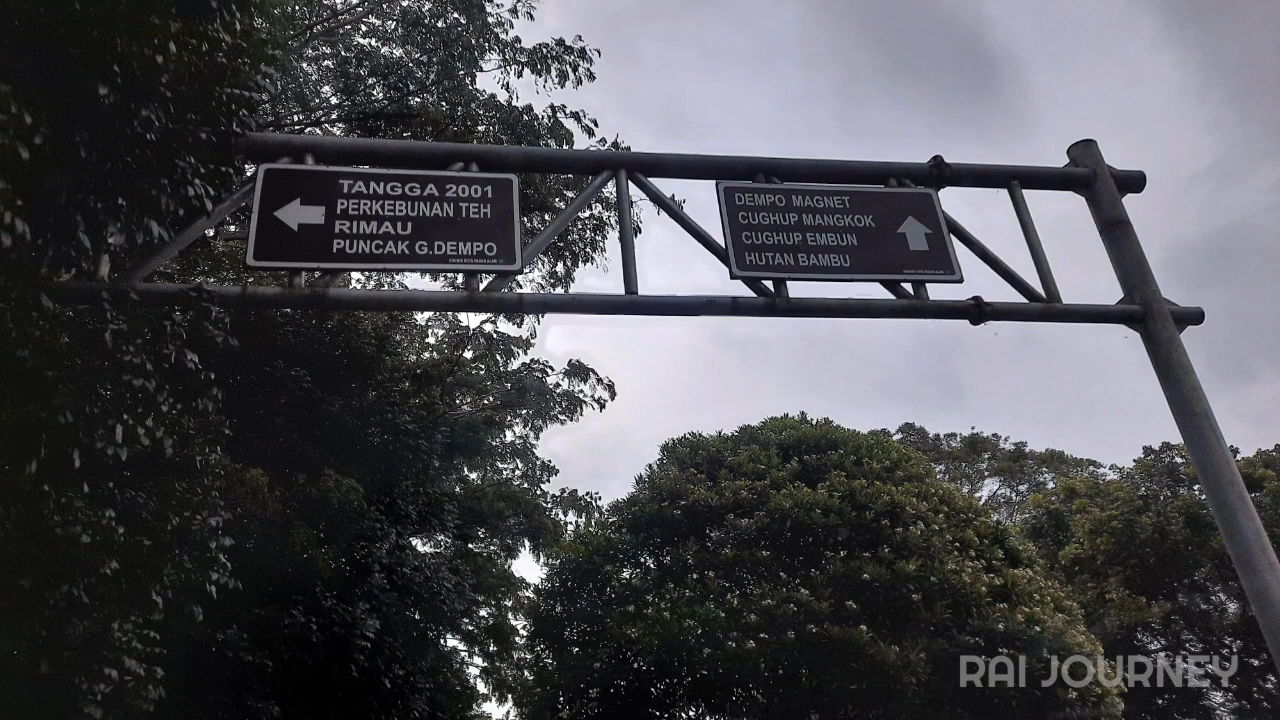 TANGGA 2001
PERKEBUNAN TEH
RIMAU
PUNCAK G.DEMPO
DEMPO MAGNET
CUGHUP MANGKOK
CUGHUP EMBUN
HUTAN BAMBU
RAI JOURNEY